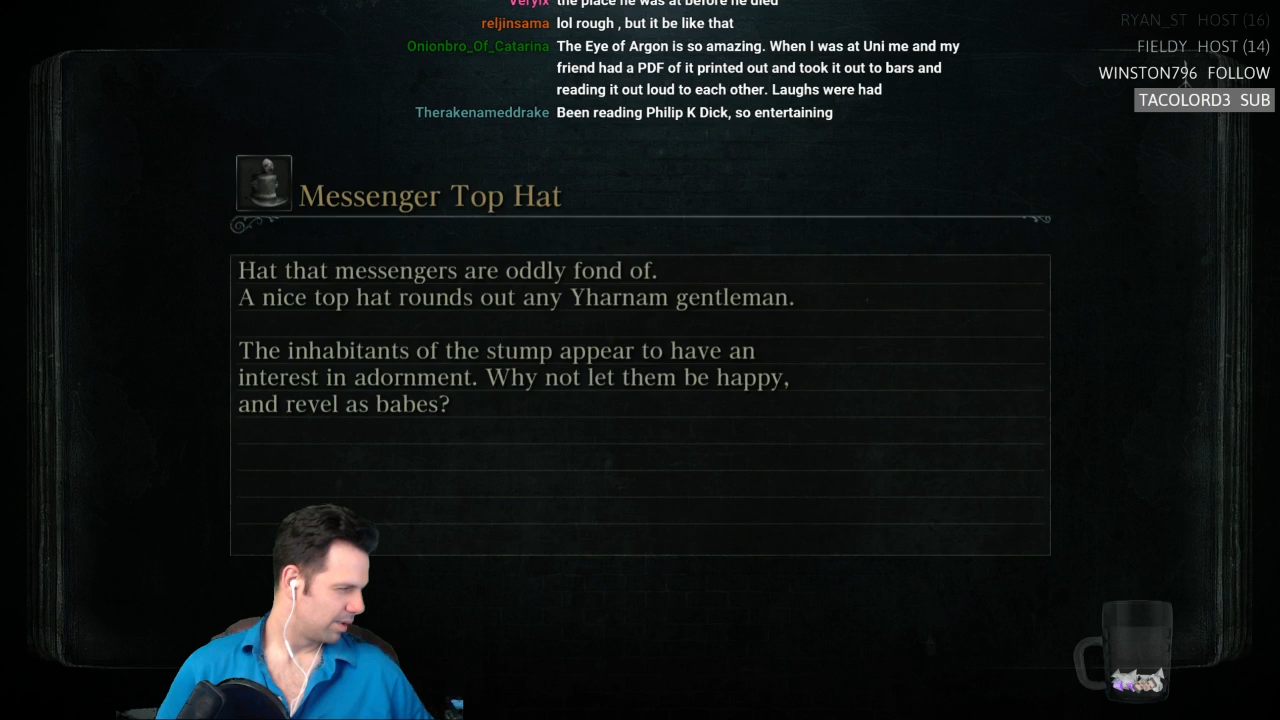 Verylx the place he was at before he died
reljinsama lol rough , but it be like that
Onionbro_Of_Catarina The Eye of Argon is so amazing. When I was at Uni me and my
friend had a PDF of it printed out and took it out to bars and
reading it out loud to each other. Laughs were had
Therakenameddrake Been reading Philip K Dick, so entertaining
RYAN_ST HOST (16)
FIELDY HOST (14)
WINSTON796 FOLLOW
TACOLORD3 SUB
Messenger Top Hat
Hat that messengers are oddly fond of.
A nice top hat rounds out any Yharnam gentleman.
The inhabitants of the stump appear to have an
interest in adornment. Why not let them be happy,
and revel as babes?